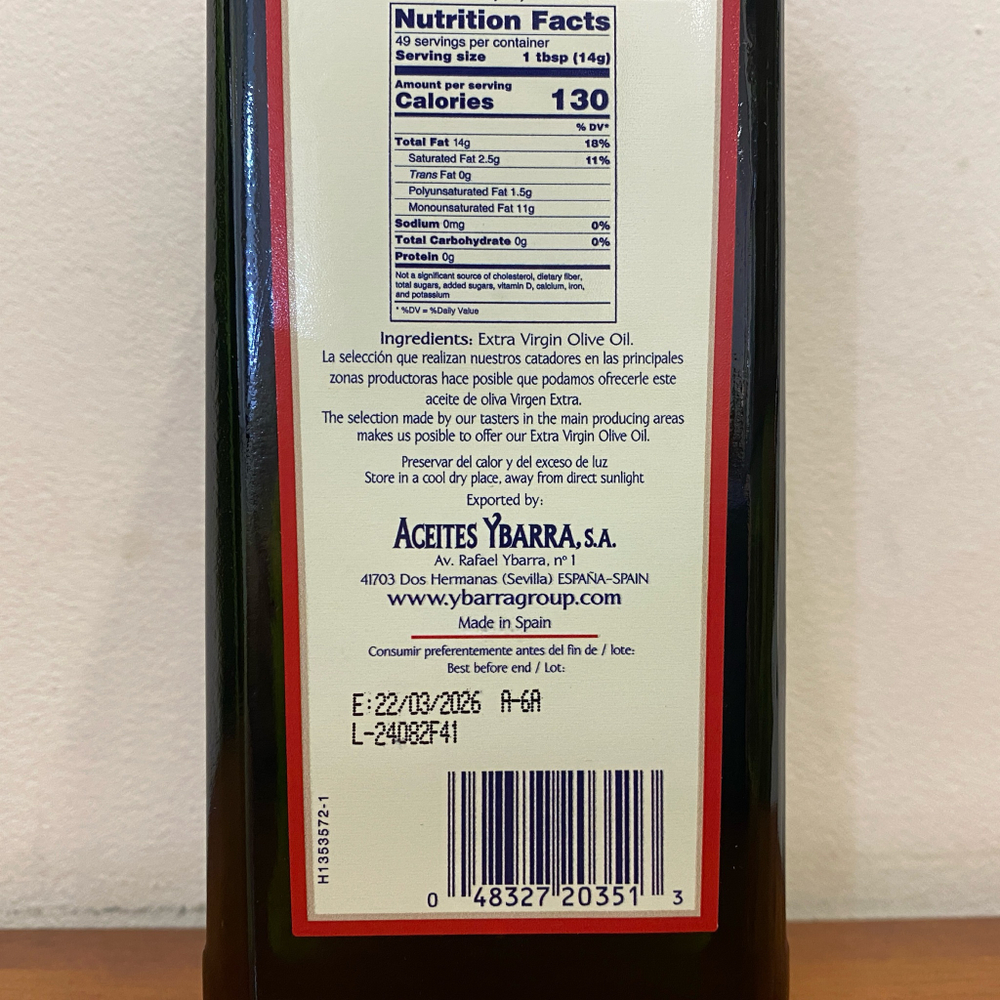 Nutrition Facts
49 servings per container
Serving size 1 tbsp (14g)
Amount per serving
Calories 130
% DV*
Total Fat 14g 18%
Saturated Fat 2.5g 11%
Trans Fat 0g
Polyunsaturated Fat 1.5g
Monounsaturated Fat 11g
Sodium 0mg 0%
Total Carbohydrate 0g 0%
Protein 0g
Not a significant source of cholesterol, dietary fiber,
total sugars, added sugars, vitamin D, calcium, iron,
and potassium
* %DV = %Daily Value
Ingredients: Extra Virgin Olive Oil.
La selección que realizan nuestros catadores en las principales
zonas productoras hace posible que podamos ofrecerle este
aceite de oliva Virgen Extra.
The selection made by our tasters in the main producing areas
makes us posible to offer our Extra Virgin Olive Oil.
Preservar del calor y del exceso de luz
Store in a cool dry place, away from direct sunlight
Exported by:
ACEITES YBARRA, S.A.
Av. Rafael Ybarra, nº 1
41703 Dos Hermanas (Sevilla) ESPAÑA-SPAIN
www.ybarragroup.com
Made in Spain
Consumir preferentemente antes del fin de / lote:
Best before end / Lot:
E:22/03/2026 A-6A
L-24082F41
H1353572-1
0 48327 20351 3